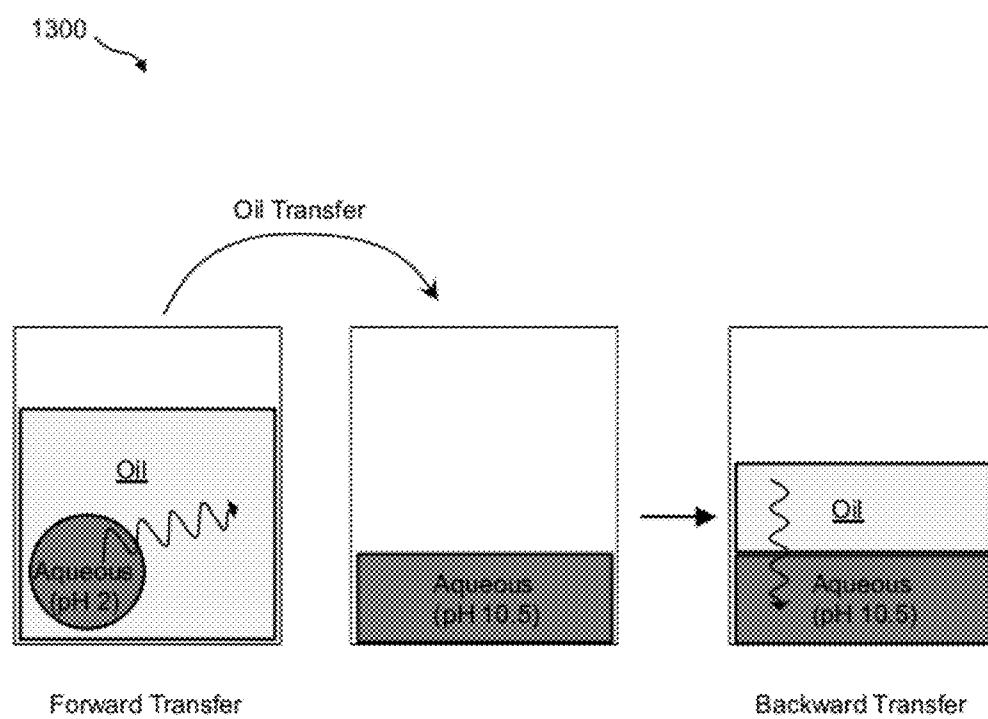 1300
Oil Transfer
Oil
Aqueous
(pH 2)
Aqueous
(pH 10.5)
Oil
Aqueous
(pH 10.5)
Forward Transfer
Backward Transfer